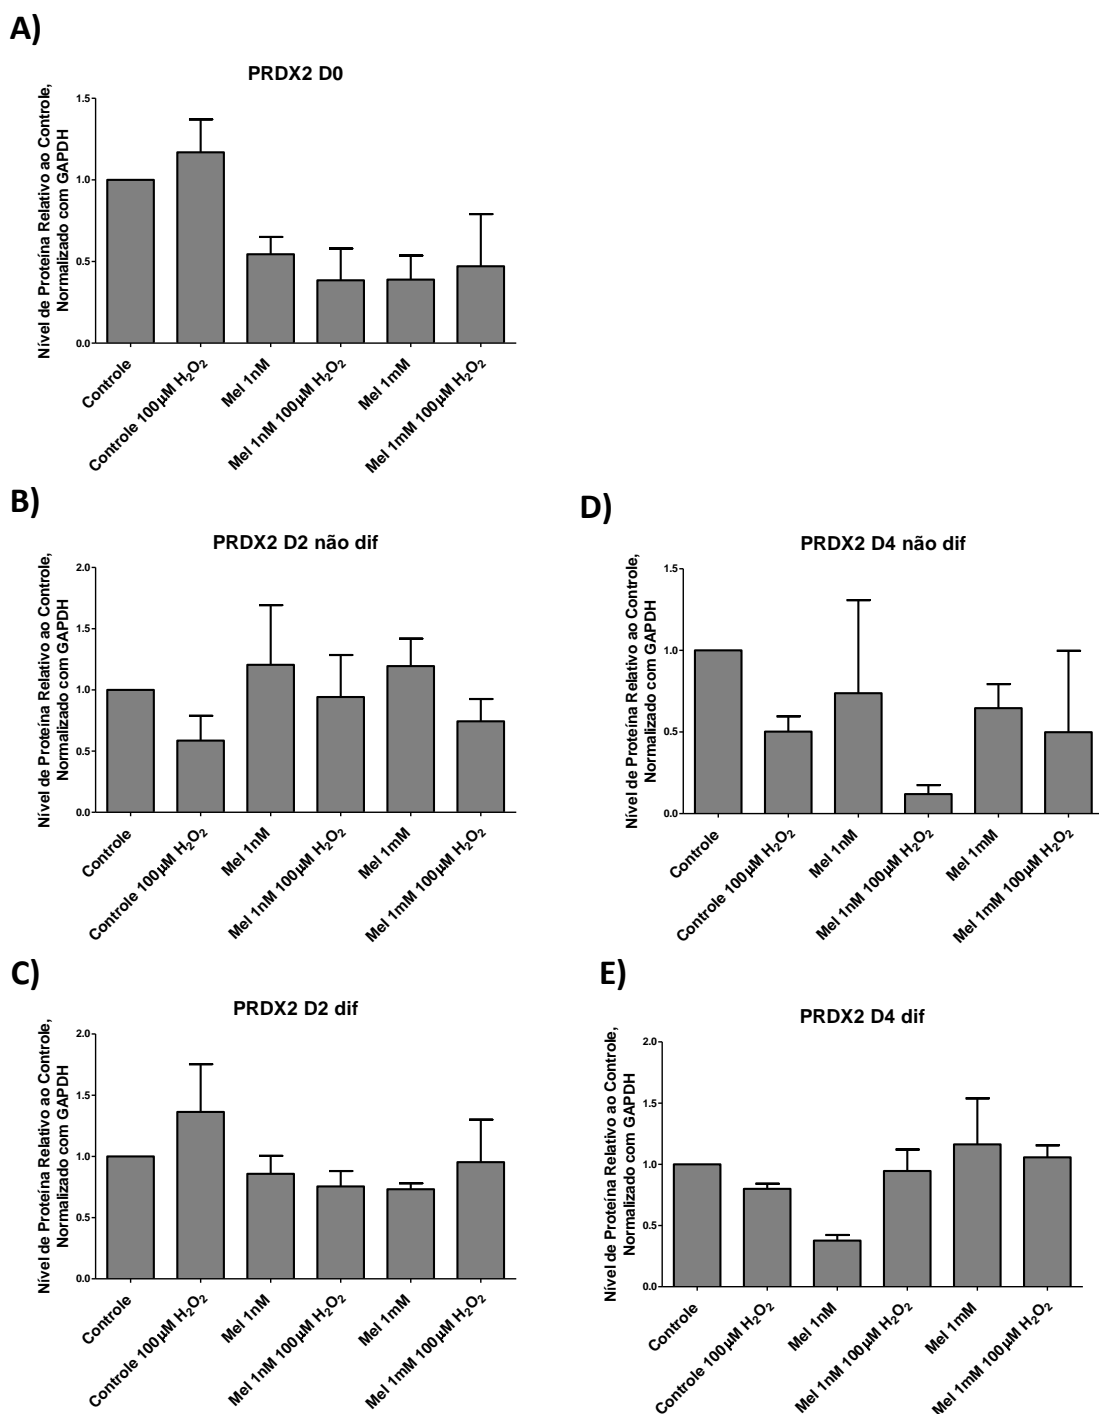 A)
PRDX2 D0
Nível de Proteína Relativo ao Controle,
Normalizado com GAPDH
1.5
1.0
0.5
0.0
Controle
Controle 100µM H₂O₂
Mel 1nM
Mel 1nM 100µM H₂O₂
Mel 1mM
Mel 1mM 100µM H₂O₂
B)
PRDX2 D2 não dif
Nível de Proteína Relativo ao Controle,
Normalizado com GAPDH
2.0
1.5
1.0
0.5
0.0
Controle
Controle 100µM H₂O₂
Mel 1nM
Mel 1nM 100µM H₂O₂
Mel 1mM
Mel 1mM 100µM H₂O₂
D)
PRDX2 D4 não dif
Nível de Proteína Relativo ao Controle,
Normalizado com GAPDH
1.5
1.0
0.5
0.0
Controle
Controle 100µM H₂O₂
Mel 1nM
Mel 1nM 100µM H₂O₂
Mel 1mM
Mel 1mM 100µM H₂O₂
C)
PRDX2 D2 dif
Nível de Proteína Relativo ao Controle,
Normalizado com GAPDH
2.0
1.5
1.0
0.5
0.0
Controle
Controle 100µM H₂O₂
Mel 1nM
Mel 1nM 100µM H₂O₂
Mel 1mM
Mel 1mM 100µM H₂O₂
E)
PRDX2 D4 dif
Nível de Proteína Relativo ao Controle,
Normalizado com GAPDH
2.0
1.5
1.0
0.5
0.0
Controle
Controle 100µM H₂O₂
Mel 1nM
Mel 1nM 100µM H₂O₂
Mel 1mM
Mel 1mM 100µM H₂O₂